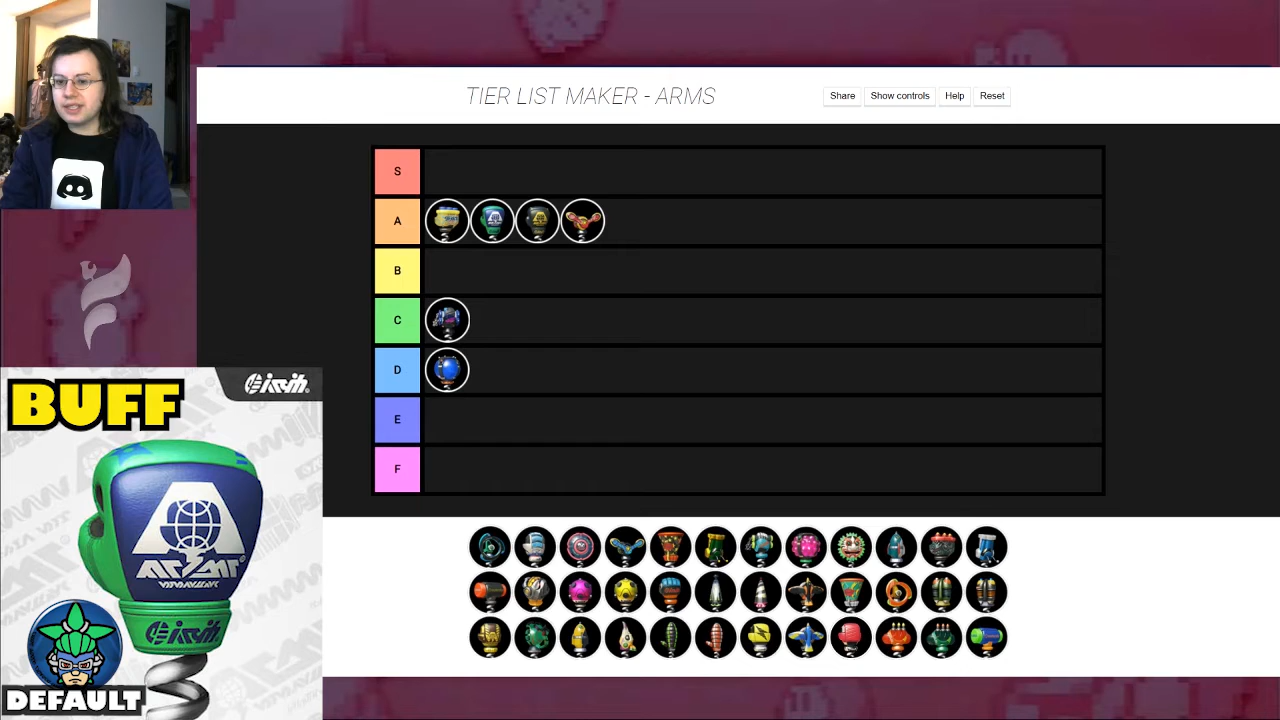 TIER LIST MAKER - ARMS
Share
Show controls
Help
Reset
S
A
B
C
D
E
F
BUFF
DEFAULT